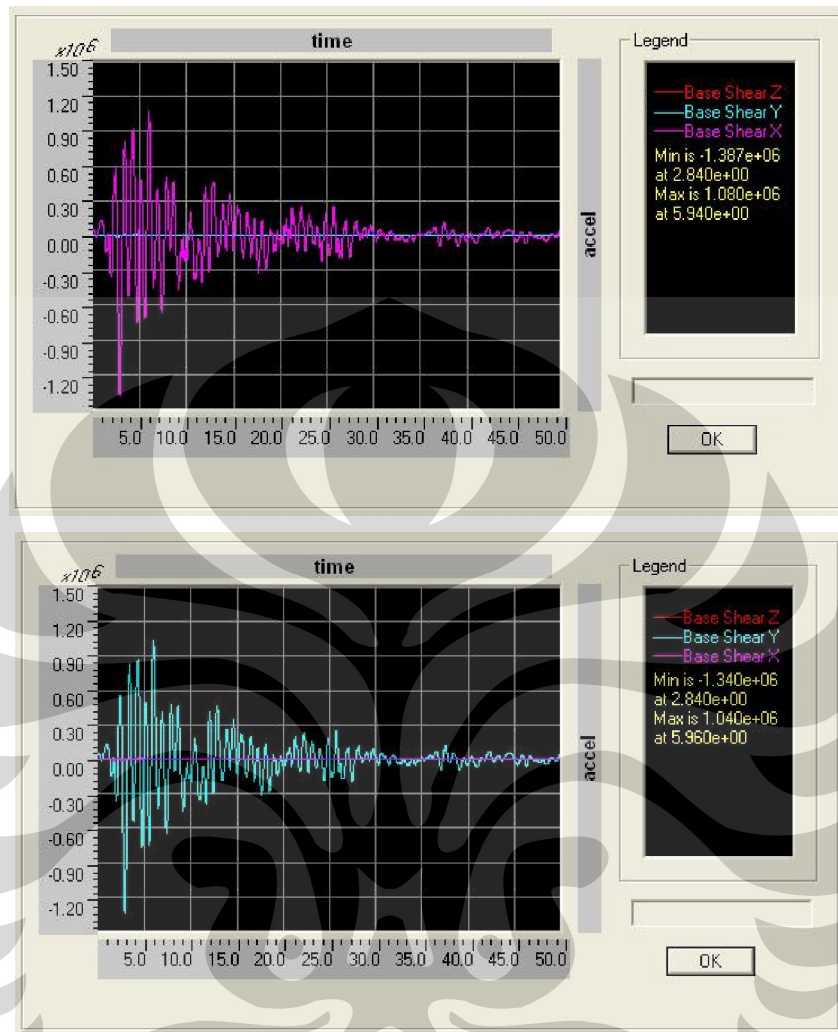 time
Legend
x10⁶
1.50
1.20
0.90
0.60
0.30
0.00
-0.30
-0.60
-0.90
-1.20
accel
Base Shear Z
Base Shear Y
Base Shear X
Min is -1.387e+06
at 2.840e+00
Max is 1.080e+06
at 5.940e+00
5.0 10.0 15.0 20.0 25.0 30.0 35.0 40.0 45.0 50.0
OK
time
Legend
x10⁶
1.50
1.20
0.90
0.60
0.30
0.00
-0.30
-0.60
-0.90
-1.20
accel
Base Shear Z
Base Shear Y
Base Shear X
Min is -1.340e+06
at 2.840e+00
Max is 1.040e+06
at 5.960e+00
5.0 10.0 15.0 20.0 25.0 30.0 35.0 40.0 45.0 50.0
OK